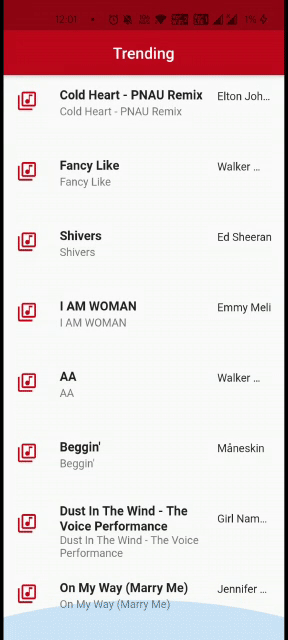 12:01 1%
Trending
Cold Heart - PNAU Remix Elton Joh...
Cold Heart - PNAU Remix
Fancy Like Walker ...
Fancy Like
Shivers Ed Sheeran
Shivers
I AM WOMAN Emmy Meli
I AM WOMAN
AA Walker ...
AA
Beggin' Måneskin
Beggin'
Dust In The Wind - The Girl Nam...
Voice Performance
Dust In The Wind - The Voice
Performance
On My Way (Marry Me) Jennifer ...
On My Way (Marry Me)